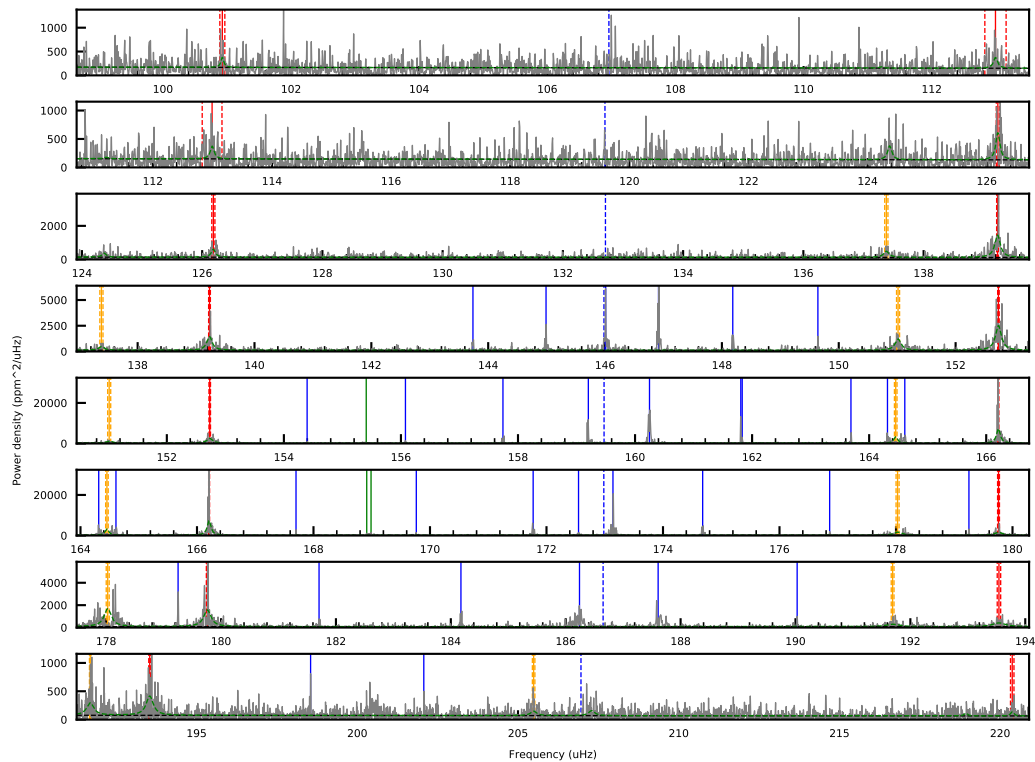 1000
500
0
100 102 104 106 108 110 112
1000
500
0
112 114 116 118 120 122 124 126
2000
0
124 126 128 130 132 134 136 138
5000
2500
0
138 140 142 144 146 148 150 152
20000
0
152 154 156 158 160 162 164 166
20000
0
164 166 168 170 172 174 176 178 180
4000
2000
0
178 180 182 184 186 188 190 192 194
1000
500
0
195 200 205 210 215 220
Power density (ppm^2/uHz)
Frequency (uHz)